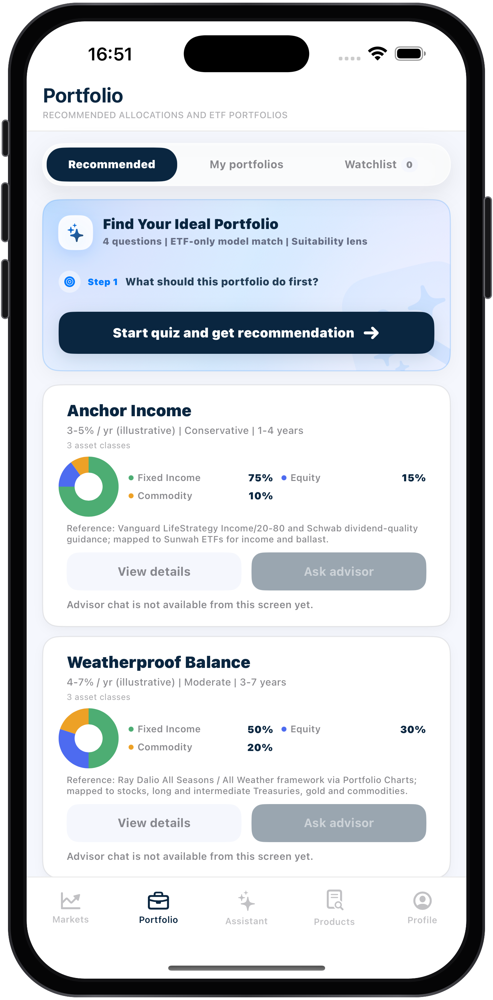 16:51
Portfolio
RECOMMENDED ALLOCATIONS AND ETF PORTFOLIOS
Recommended My portfolios Watchlist 0
Find Your Ideal Portfolio
4 questions | ETF-only model match | Suitability lens
Step 1 What should this portfolio do first?
Start quiz and get recommendation
Anchor Income
3-5% / yr (illustrative) | Conservative | 1-4 years
3 asset classes
Fixed Income 75% Equity 15%
Commodity 10%
Reference: Vanguard LifeStrategy Income/20-80 and Schwab dividend-quality
guidance; mapped to Sunwah ETFs for income and ballast.
View details Ask advisor
Advisor chat is not available from this screen yet.
Weatherproof Balance
4-7% / yr (illustrative) | Moderate | 3-7 years
3 asset classes
Fixed Income 50% Equity 30%
Commodity 20%
Reference: Ray Dalio All Seasons / All Weather framework via Portfolio Charts;
mapped to stocks, long and intermediate Treasuries, gold and commodities.
View details Ask advisor
Advisor chat is not available from this screen yet.
Markets Portfolio Assistant Products Profile